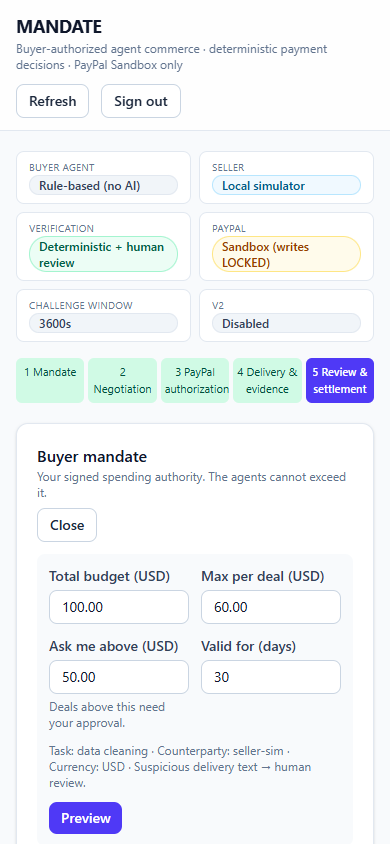 MANDATE
Buyer-authorized agent commerce · deterministic payment
decisions · PayPal Sandbox only
Refresh
Sign out
BUYER AGENT
Rule-based (no AI)
SELLER
Local simulator
VERIFICATION
Deterministic + human
review
PAYPAL
Sandbox (writes
LOCKED)
CHALLENGE WINDOW
3600s
V2
Disabled
1 Mandate
2
Negotiation
3 PayPal
authorization
4 Delivery &
evidence
5 Review &
settlement
Buyer mandate
Your signed spending authority. The agents cannot exceed
it.
Close
Total budget (USD)
100.00
Max per deal (USD)
60.00
Ask me above (USD)
50.00
Deals above this need
your approval.
Valid for (days)
30
Task: data cleaning · Counterparty: seller-sim ·
Currency: USD · Suspicious delivery text → human
review.
Preview